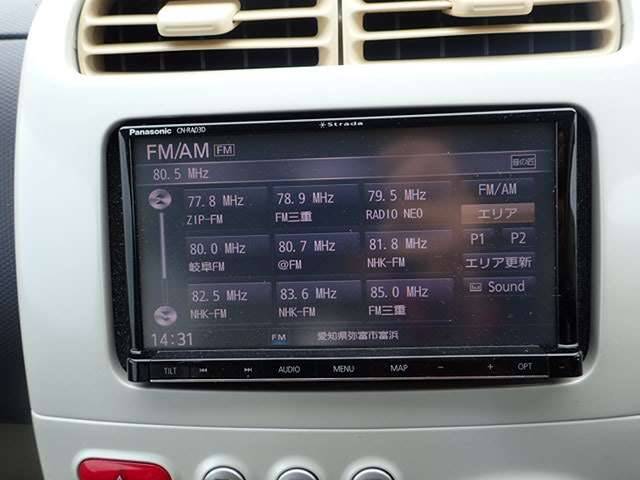 Panasonic CN-RA03D
Strada
FM/AM FM
80.5 MHz
77.8 MHz 78.9 MHz 79.5 MHz FM/AM
ZIP-FM FM三重 RADIO NEO エリア
80.0 MHz 80.7 MHz 81.8 MHz P1 P2
岐阜FM @FM NHK-FM エリア更新
82.5 MHz 83.6 MHz 85.0 MHz Sound
NHK-FM NHK-FM FM三重
14:31 FM 愛知県弥富市富浜
TILT AUDIO MENU MAP − + OPT